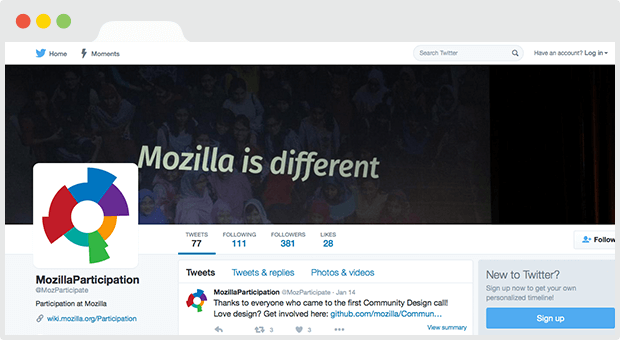 Home
Moments
Search Twitter
Have an account? Log in
Mozilla is different
TWEETS
77
FOLLOWING
111
FOLLOWERS
381
LIKES
28
Follow
MozillaParticipation
@MozParticipate
Participation at Mozilla
wiki.mozilla.org/Participation
Tweets
Tweets & replies
Photos & videos
MozillaParticipation @MozParticipate · Jan 14
Thanks to everyone who came to the first Community Design call!
Love design? Get involved here: github.com/mozilla/Commun...
3
3
View summary
New to Twitter?
Sign up now to get your own
personalized timeline!
Sign up